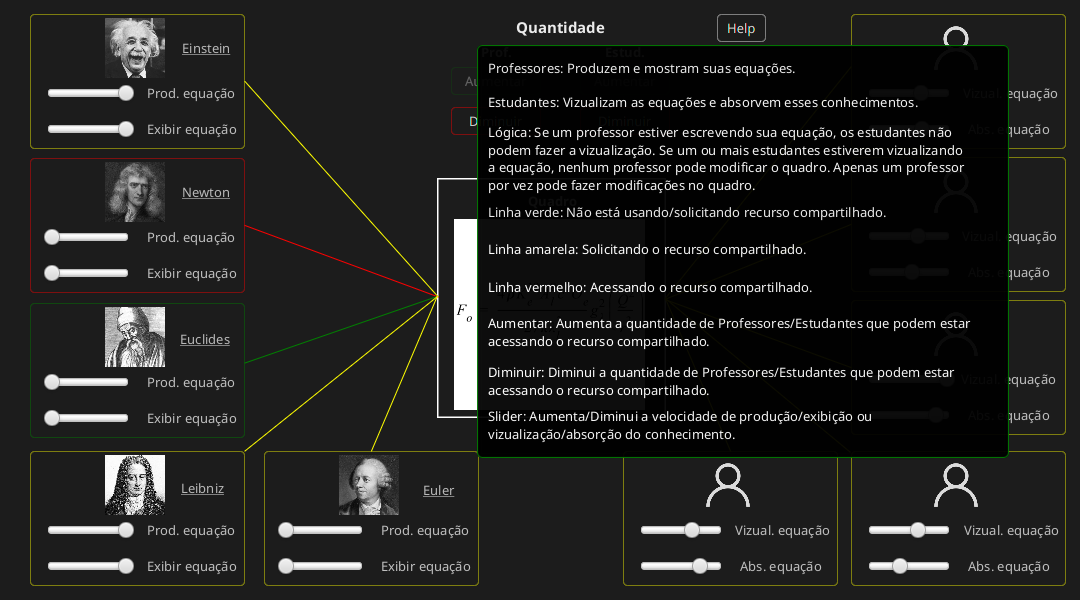 Quantidade
Help
Einstein
Prod. equação
Exibir equação
Newton
Prod. equação
Exibir equação
Euclides
Prod. equação
Exibir equação
Leibniz
Prod. equação
Exibir equação
Euler
Prod. equação
Exibir equação
Prof.
Estud.
Diminuir
Diminuir
Quadro
Fo
Professores: Produzem e mostram suas equações.
Estudantes: Vizualizam as equações e absorvem esses conhecimentos.
Lógica: Se um professor estiver escrevendo sua equação, os estudantes não
podem fazer a vizualização. Se um ou mais estudantes estiverem vizualizando
a equação, nenhum professor pode modificar o quadro. Apenas um professor
por vez pode fazer modificações no quadro.
Linha verde: Não está usando/solicitando recurso compartilhado.
Linha amarela: Solicitando o recurso compartilhado.
Linha vermelho: Acessando o recurso compartilhado.
Aumentar: Aumenta a quantidade de Professores/Estudantes que podem estar
acessando o recurso compartilhado.
Diminuir: Diminui a quantidade de Professores/Estudantes que podem estar
acessando o recurso compartilhado.
Slider: Aumenta/Diminui a velocidade de produção/exibição ou
vizualização/absorção do conhecimento.
Vizual. equação
Abs. equação
Vizual. equação
Abs. equação
Vizual. equação
Abs. equação
Vizual. equação
Abs. equação
Vizual. equação
Abs. equação